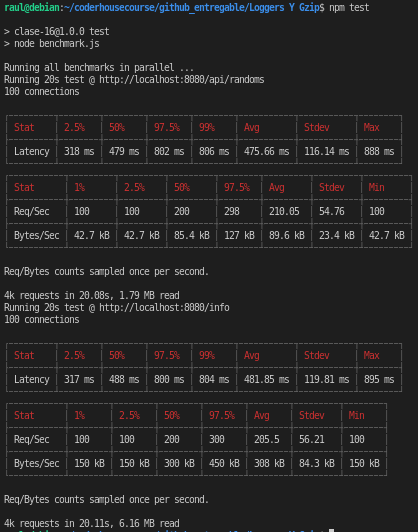 raul@debian:~/coderhousecourse/github_entregable/Loggers Y Gzip$ npm test
> clase-16@1.0.0 test
> node benchmark.js
Running all benchmarks in parallel ...
Running 20s test @ http://localhost:8080/api/randoms
100 connections
Stat 2.5% 50% 97.5% 99% Avg Stdev Max
Latency 318 ms 479 ms 802 ms 806 ms 475.66 ms 116.14 ms 888 ms
Stat 1% 2.5% 50% 97.5% Avg Stdev Min
Req/Sec 100 100 200 298 210.05 54.76 100
Bytes/Sec 42.7 kB 42.7 kB 85.4 kB 127 kB 89.6 kB 23.4 kB 42.7 kB
Req/Bytes counts sampled once per second.
4k requests in 20.08s, 1.79 MB read
Running 20s test @ http://localhost:8080/info
100 connections
Stat 2.5% 50% 97.5% 99% Avg Stdev Max
Latency 317 ms 488 ms 800 ms 804 ms 481.85 ms 119.81 ms 895 ms
Stat 1% 2.5% 50% 97.5% Avg Stdev Min
Req/Sec 100 100 200 300 205.5 56.21 100
Bytes/Sec 150 kB 150 kB 300 kB 450 kB 308 kB 84.3 kB 150 kB
Req/Bytes counts sampled once per second.
4k requests in 20.11s, 6.16 MB read